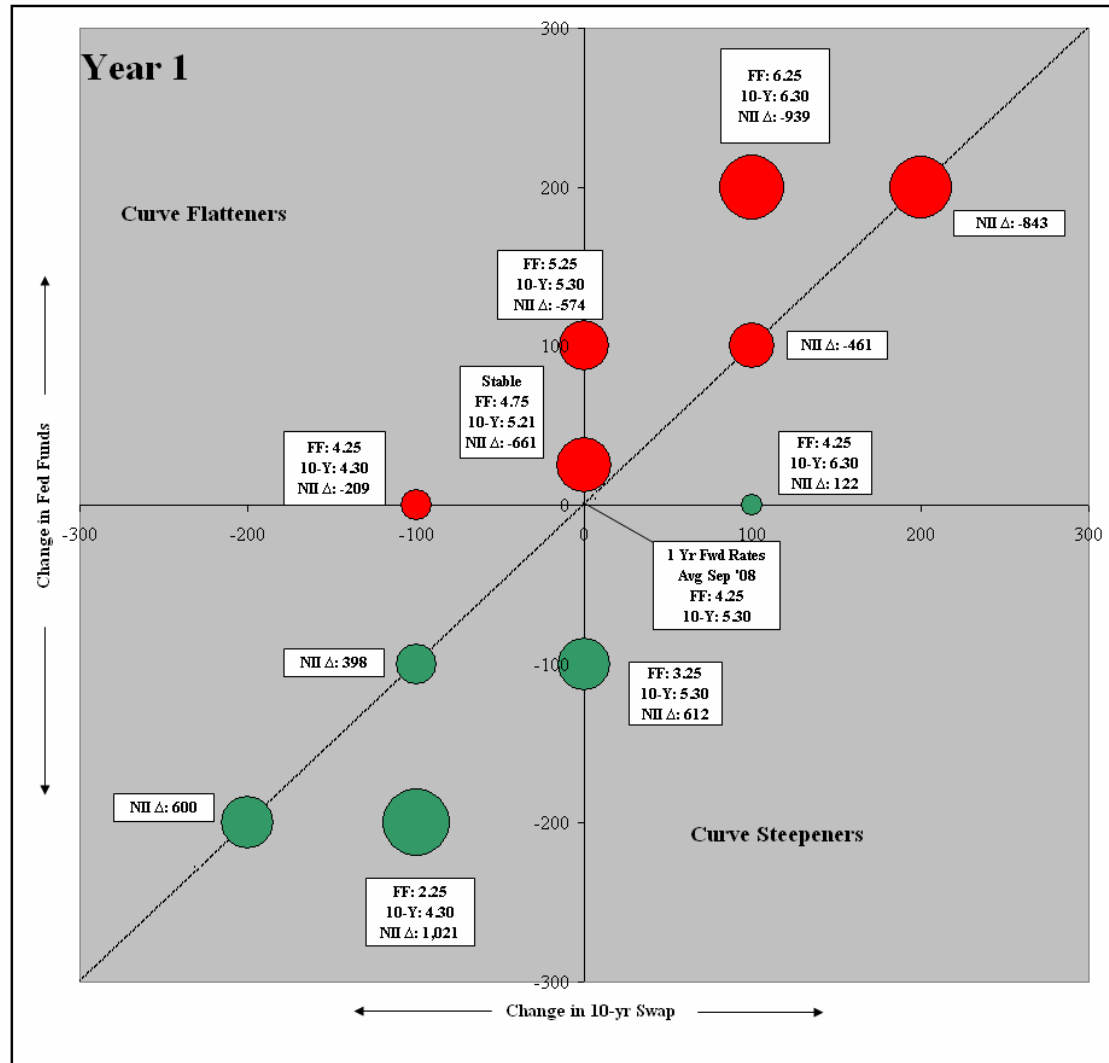 Year 1
300
FF: 6.25
10-Y: 6.30
NII Δ: -939
200
Curve Flatteners
NII Δ: -843
FF: 5.25
10-Y: 5.30
NII Δ: -574
100
NII Δ: -461
Stable
FF: 4.75
10-Y: 5.21
NII Δ: -661
FF: 4.25
10-Y: 4.30
NII Δ: -209
FF: 4.25
10-Y: 6.30
NII Δ: 122
Change in Fed Funds
0
-300 -200 -100 0 100 200 300
1 Yr Fwd Rates
Avg Sep '08
FF: 4.25
10-Y: 5.30
NII Δ: 398
-100
FF: 3.25
10-Y: 5.30
NII Δ: 612
NII Δ: 600
-200
Curve Steepeners
FF: 2.25
10-Y: 4.30
NII Δ: 1,021
-300
Change in 10-yr Swap